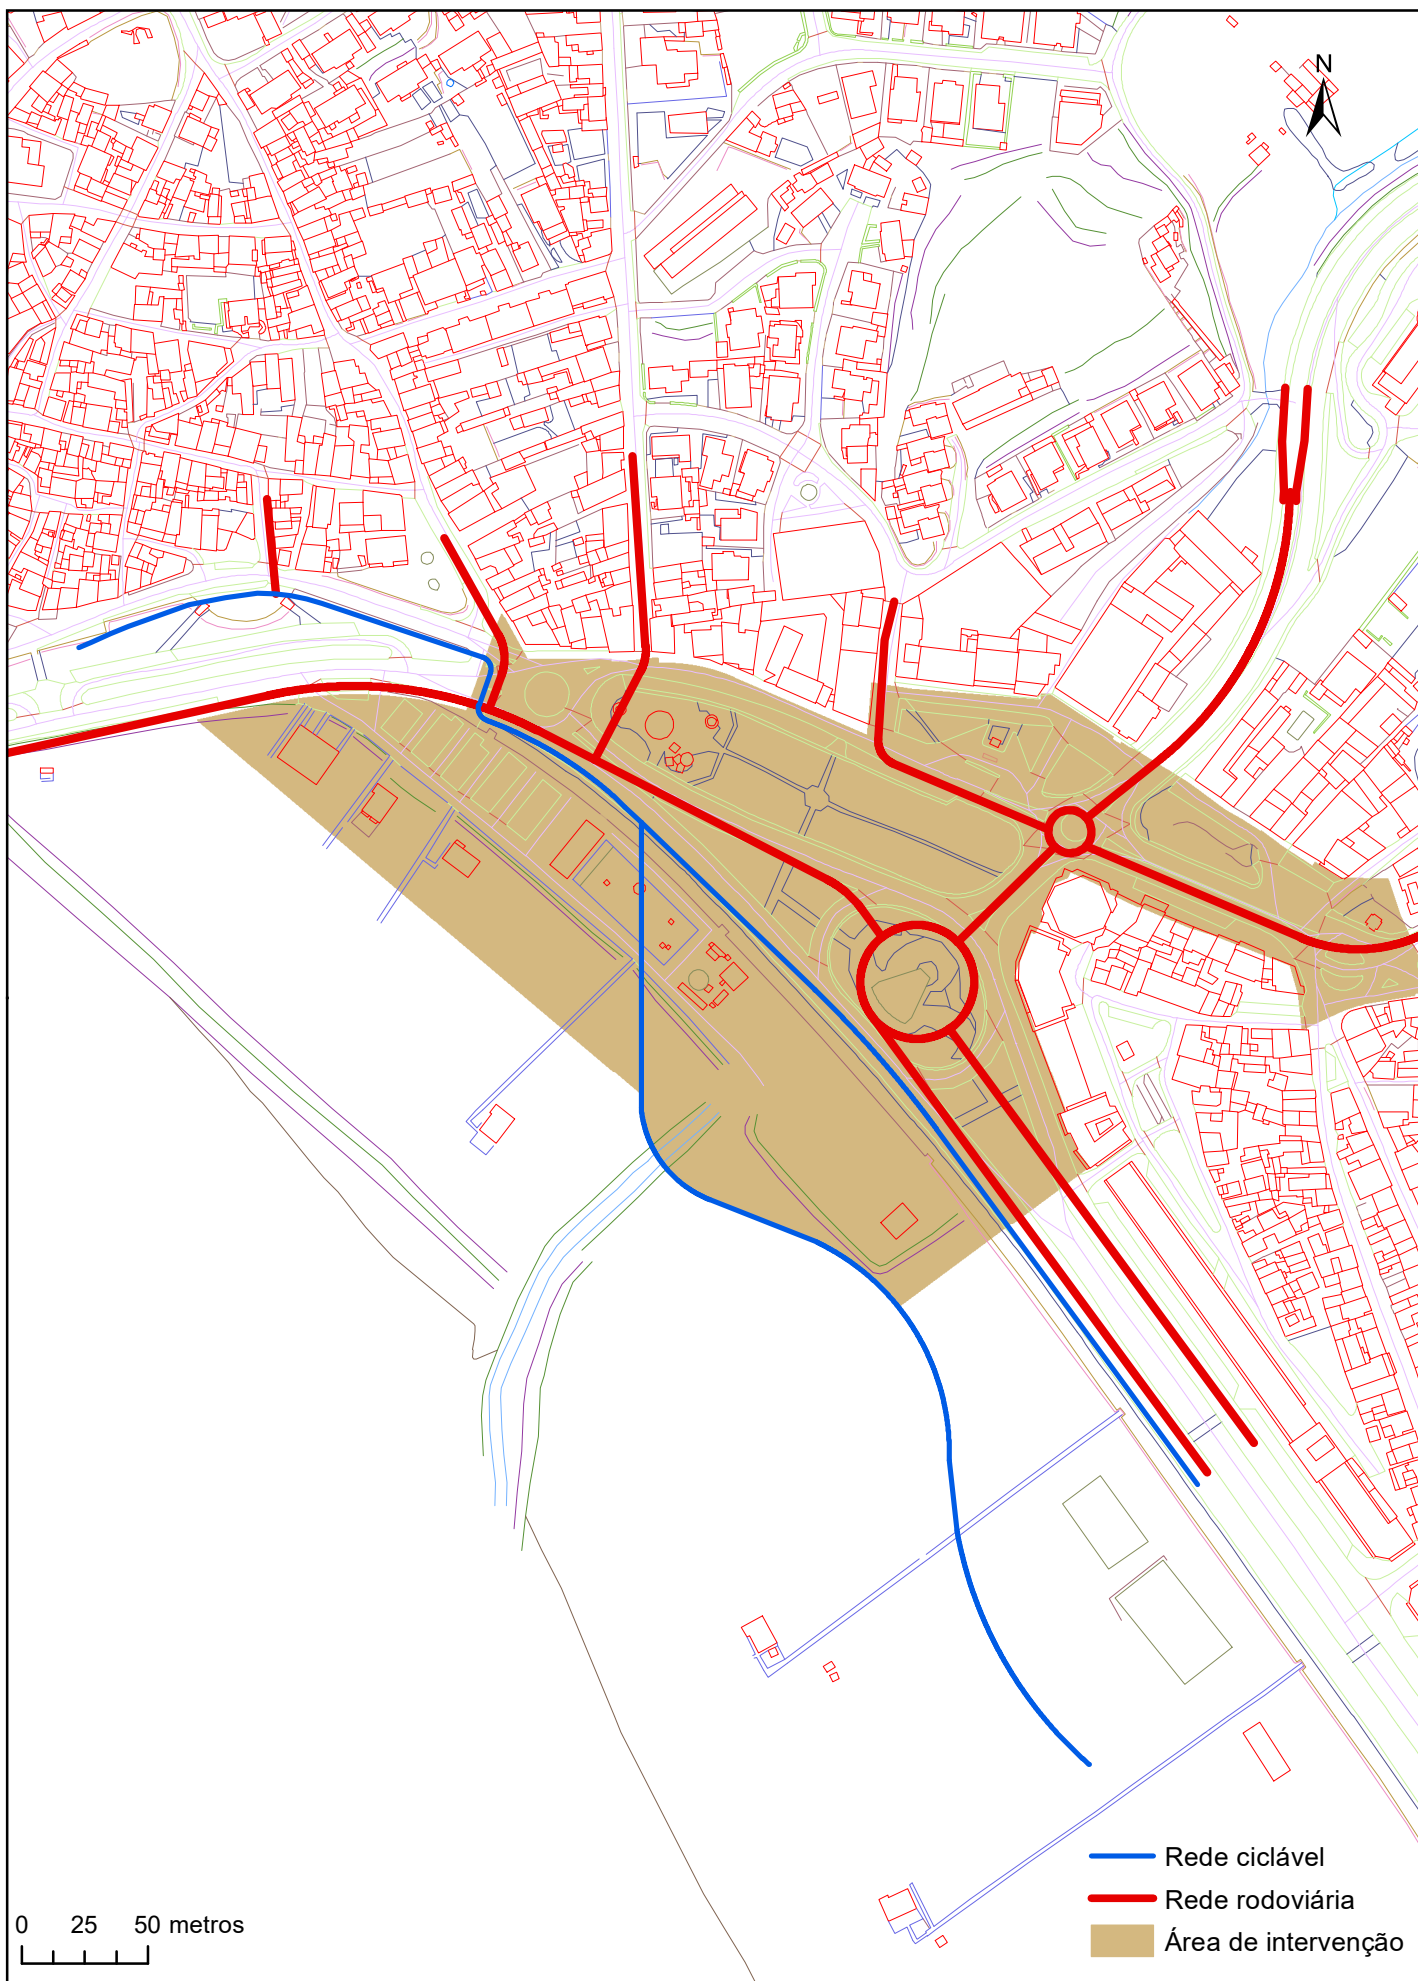 N
Rede ciclável
Rede rodoviária
Área de intervenção
0 25 50 metros